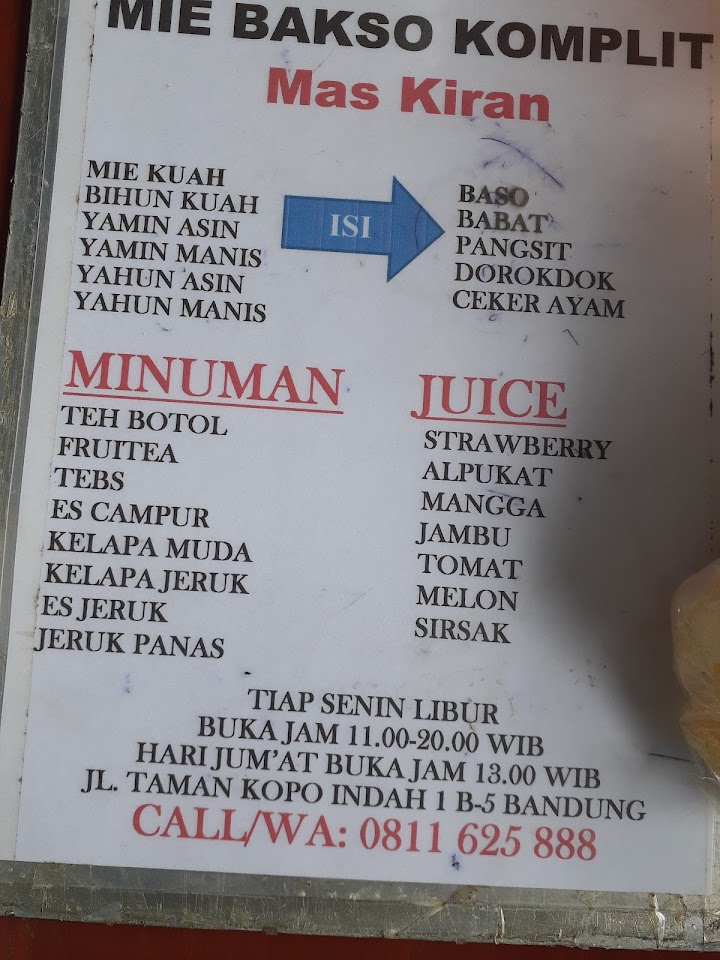 MIE BAKSO KOMPLIT
Mas Kiran
MIE KUAH
BIHUN KUAH
YAMIN ASIN
YAMIN MANIS
YAHUN ASIN
YAHUN MANIS
ISI
BASO
BABAT
PANGSIT
DOROKDOK
CEKER AYAM
MINUMAN
TEH BOTOL
FRUITEA
TEBS
ES CAMPUR
KELAPA MUDA
KELAPA JERUK
ES JERUK
JERUK PANAS
JUICE
STRAWBERRY
ALPUKAT
MANGGA
JAMBU
TOMAT
MELON
SIRSAK
TIAP SENIN LIBUR
BUKA JAM 11.00-20.00 WIB
HARI JUM'AT BUKA JAM 13.00 WIB
JL. TAMAN KOPO INDAH 1 B-5 BANDUNG
CALL/WA: 0811 625 888